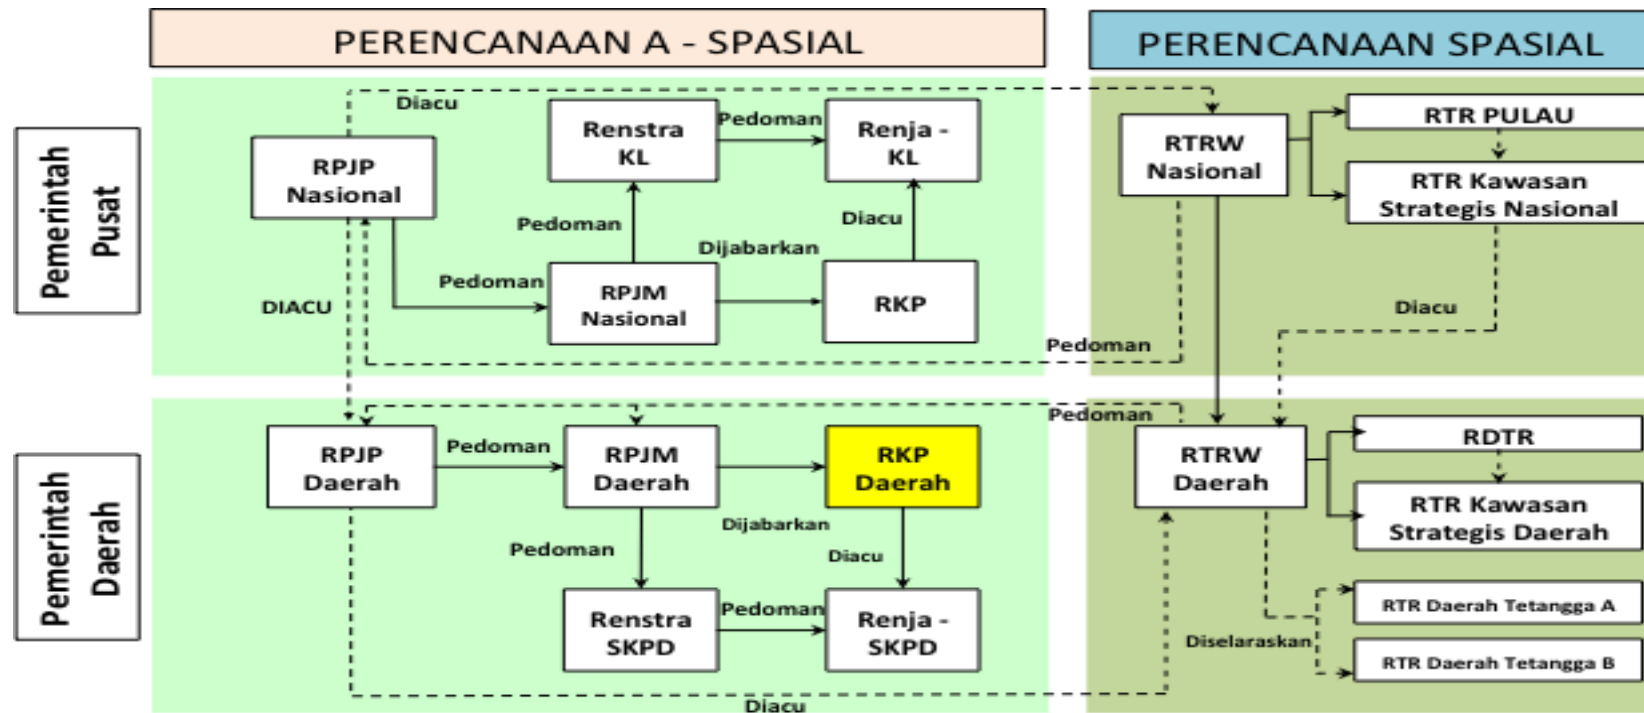 PERENCANAAN A - SPASIAL
PERENCANAAN SPASIAL
Pemerintah
Pusat
Diacu
RPJP
Nasional
Renstra
KL
Pedoman
Renja -
KL
Pedoman
Dijabarkan
Diacu
Pedoman
RPJM
Nasional
RKP
DIACU
RTRW
Nasional
RTR PULAU
RTR Kawasan
Strategis Nasional
Diacu
Pedoman
Pemerintah
Daerah
Pedoman
RPJP
Daerah
Pedoman
RPJM
Daerah
RKP
Daerah
Dijabarkan
Pedoman
Diacu
Renstra
SKPD
Pedoman
Renja -
SKPD
Diacu
RTRW
Daerah
RDTR
RTR Kawasan
Strategis Daerah
RTR Daerah Tetangga A
Diselaraskan
RTR Daerah Tetangga B